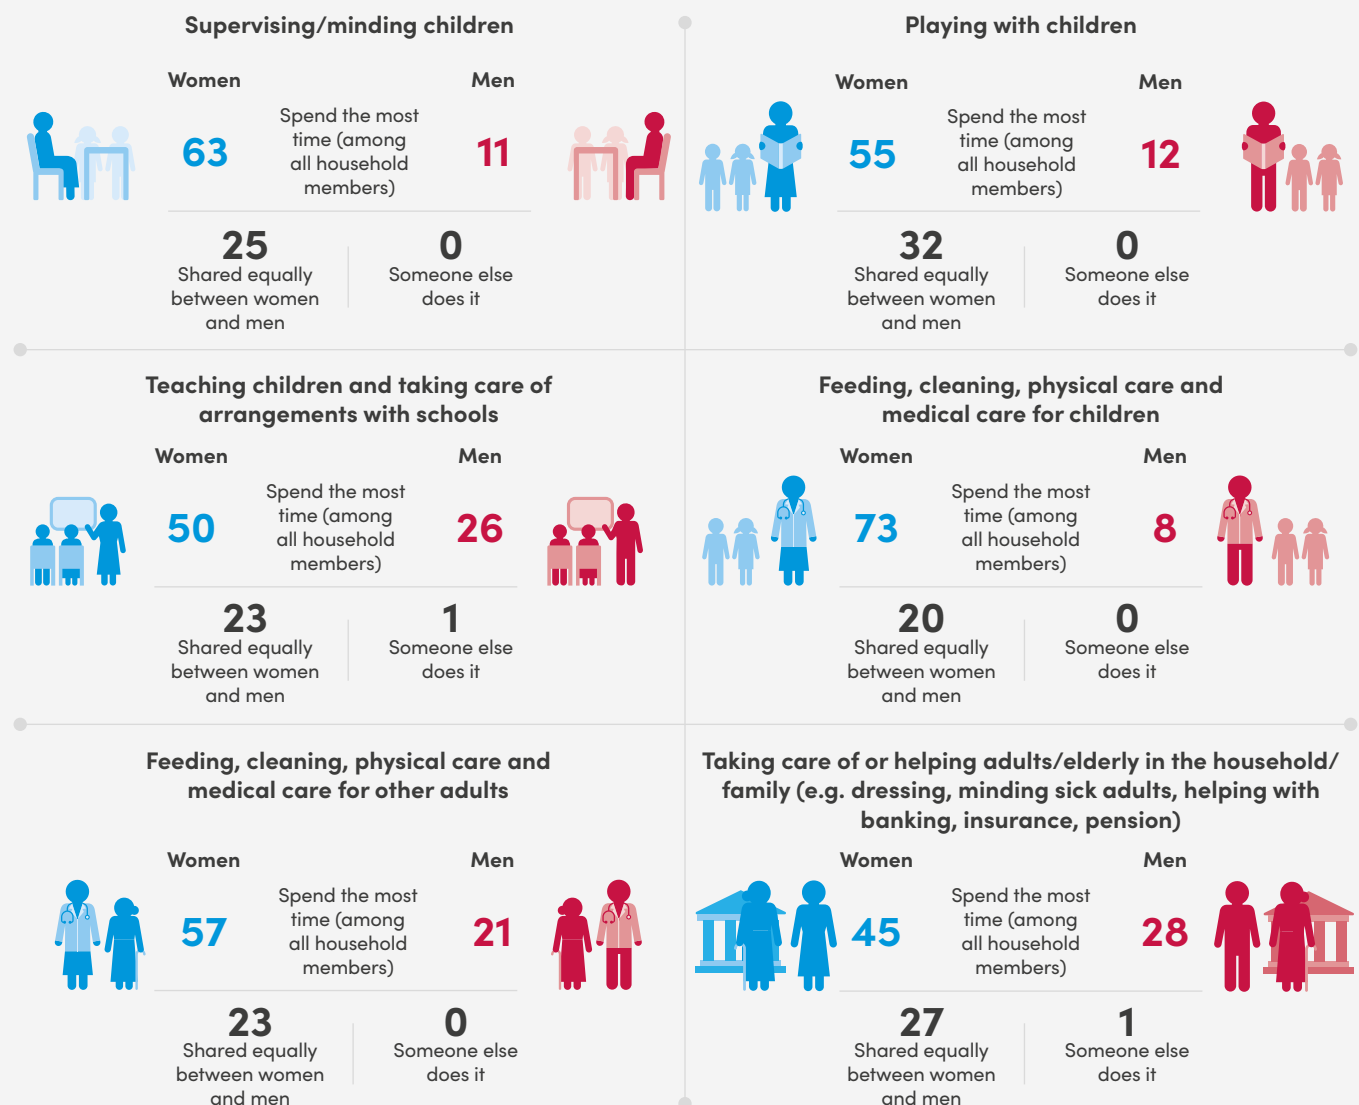 Supervising/minding children
Women
Men
63
Spend the most
time (among
all household
members)
11
25
Shared equally
between women
and men
0
Someone else
does it
Playing with children
Women
Men
55
Spend the most
time (among
all household
members)
12
32
Shared equally
between women
and men
0
Someone else
does it
Teaching children and taking care of
arrangements with schools
Women
Men
50
Spend the most
time (among
all household
members)
26
23
Shared equally
between women
and men
1
Someone else
does it
Feeding, cleaning, physical care and
medical care for children
Women
Men
73
Spend the most
time (among
all household
members)
8
20
Shared equally
between women
and men
0
Someone else
does it
Feeding, cleaning, physical care and
medical care for other adults
Women
Men
57
Spend the most
time (among
all household
members)
21
23
Shared equally
between women
and men
0
Someone else
does it
Taking care of or helping adults/elderly in the household/
family (e.g. dressing, minding sick adults, helping with
banking, insurance, pension)
Women
Men
45
Spend the most
time (among
all household
members)
28
27
Shared equally
between women
and men
1
Someone else
does it